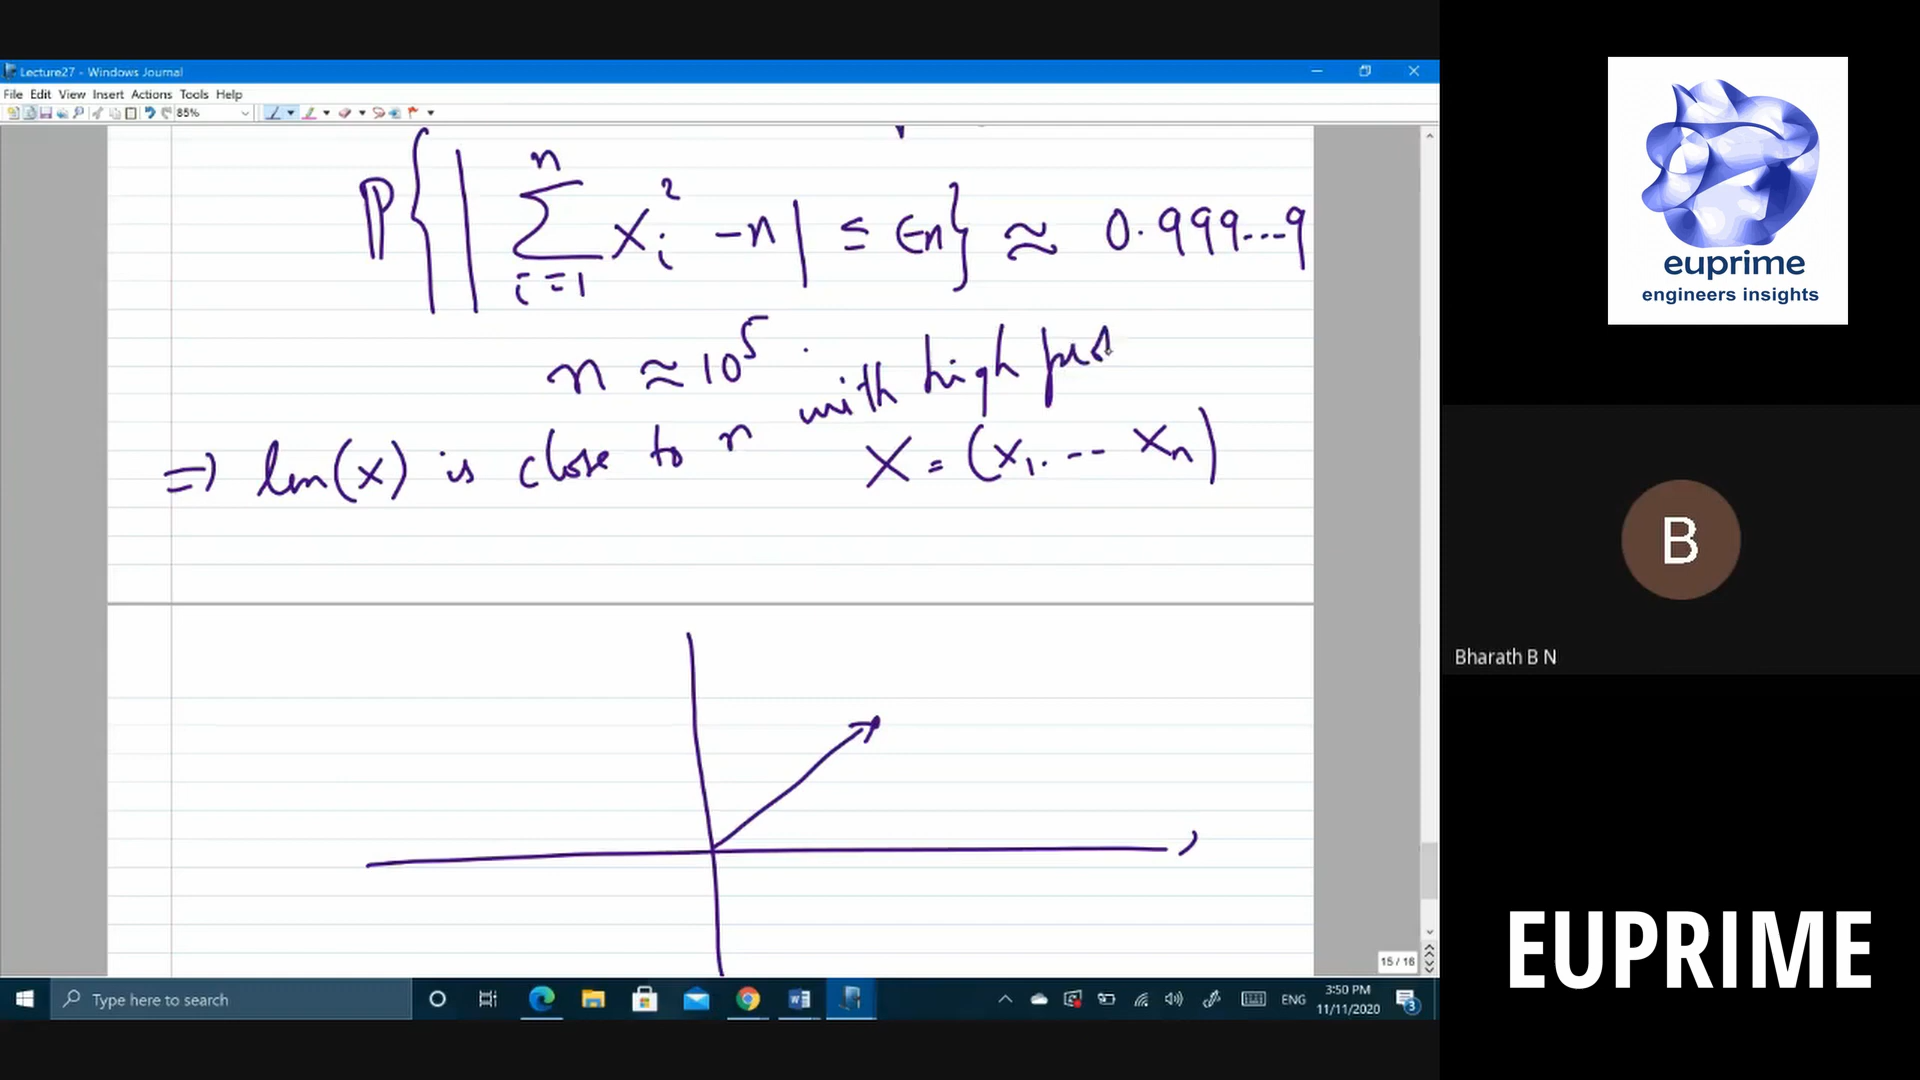 Lecture27 - Windows Journal
File Edit View Insert Actions Tools Help
85%
ℙ{ | ∑_{i=1}^{n} X_i^2 - n | ≤ ϵn } ≈ 0.999...9
n ≈ 10^5
with high
⇒ len(X) is close to n X = (X_1. -- X_n)
15 / 16
Type here to search
ENG
3:50 PM
11/11/2020
3
euprime
engineers insights
B
Bharath B N
EUPRIME